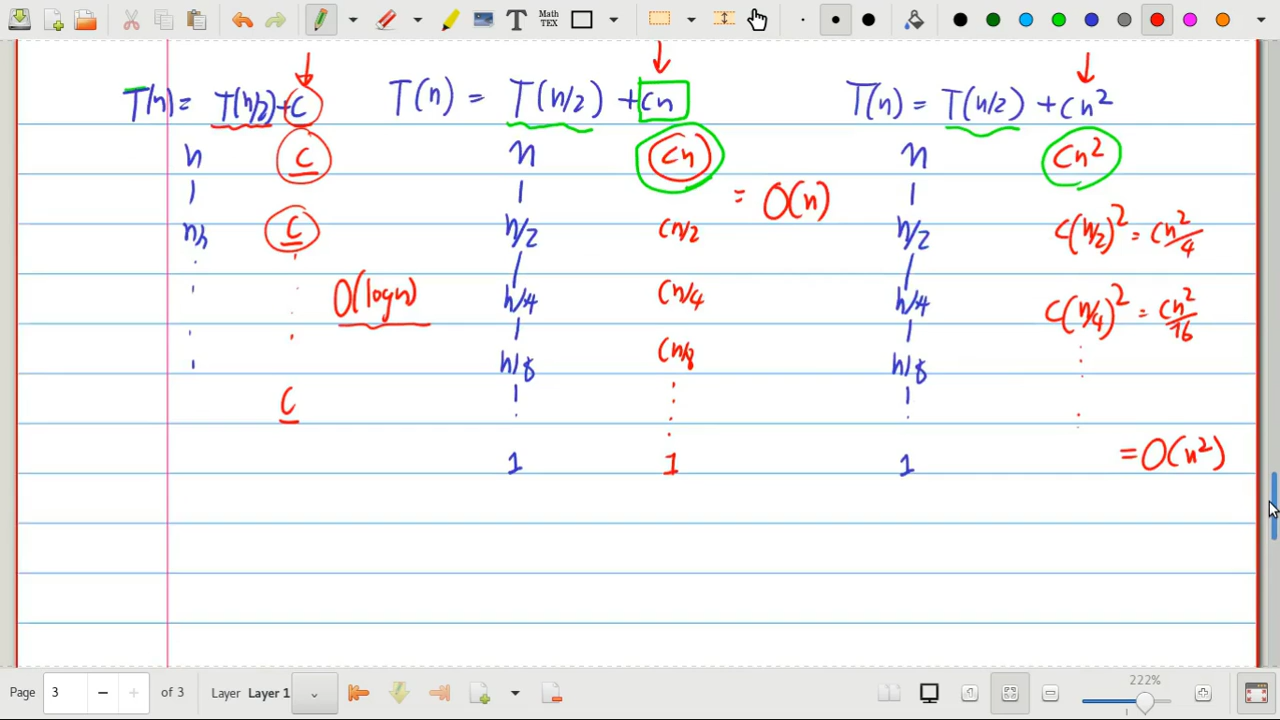 Math
TEX
T(n) = T(n/2) + C
n C
n/2 C
O(logn)
C
T(n) = T(n/2) + Cn
n Cn
= O(n)
n/2 Cn/2
n/4 Cn/4
n/8 Cn/8
1 1
T(n) = T(n/2) + Cn²
n Cn²
n/2 C(n/2)² = Cn²/4
n/4 C(n/4)² = Cn²/16
n/8
1
= O(n²)
Page 3 of 3 Layer Layer 1 222%